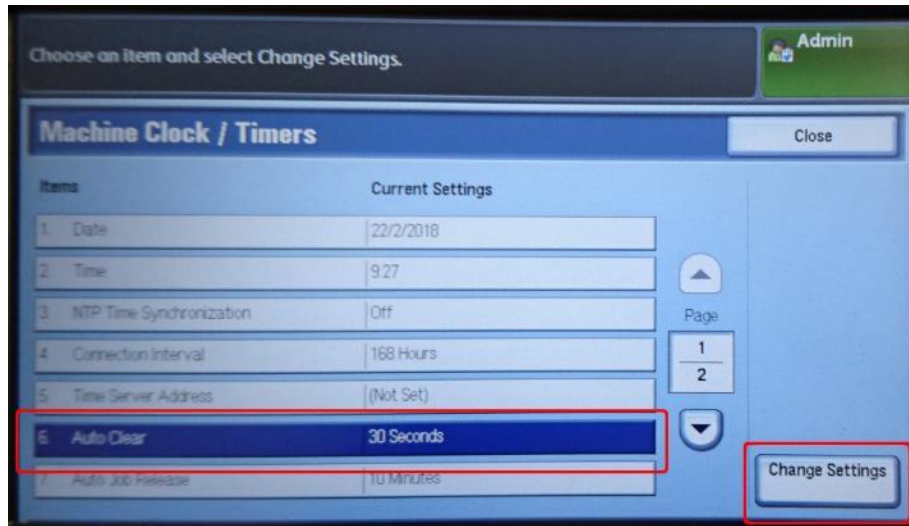 Choose an item and select Change Settings.
Admin
Machine Clock / Timers
Close
Items Current Settings
1. Date 22/2/2018
2. Time 9:27
3. NTP Time Synchronization Off
4. Connection Interval 168 Hours
5. Time Server Address (Not Set)
6. Auto Clear 30 Seconds
7. Auto Job Release 10 Minutes
Page
1
2
Change Settings